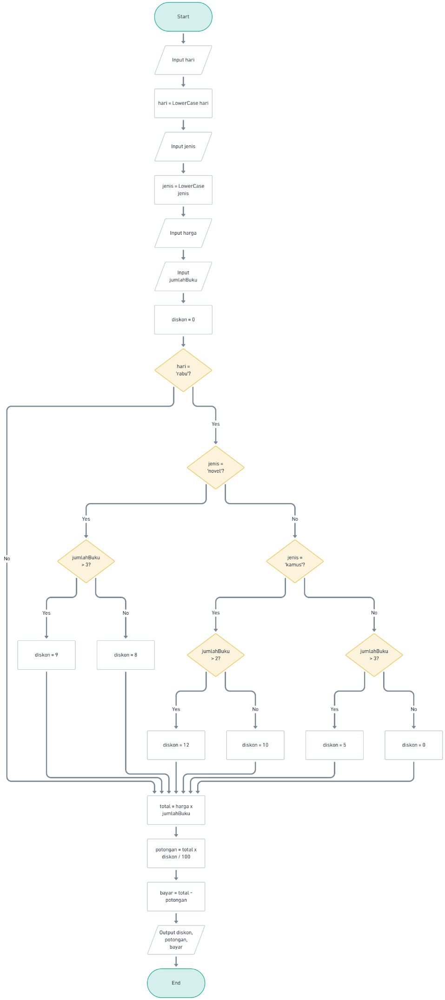 Start
Input hari
hari = LowerCase hari
Input jenis
jenis = LowerCase
jenis
Input harga
Input
jumlahBuku
diskon = 0
hari =
'rabu'?
Yes
jenis =
'novel'?
Yes
No
No
jumlahBuku
> 3?
jenis =
'kamus'?
Yes
No
Yes
No
diskon = 9
diskon = 8
jumlahBuku
> 2?
jumlahBuku
> 3?
Yes
No
Yes
No
diskon = 12
diskon = 10
diskon = 5
diskon = 0
total = harga x
jumlahBuku
potongan = total x
diskon / 100
bayar = total -
potongan
Output diskon,
potongan,
bayar
End